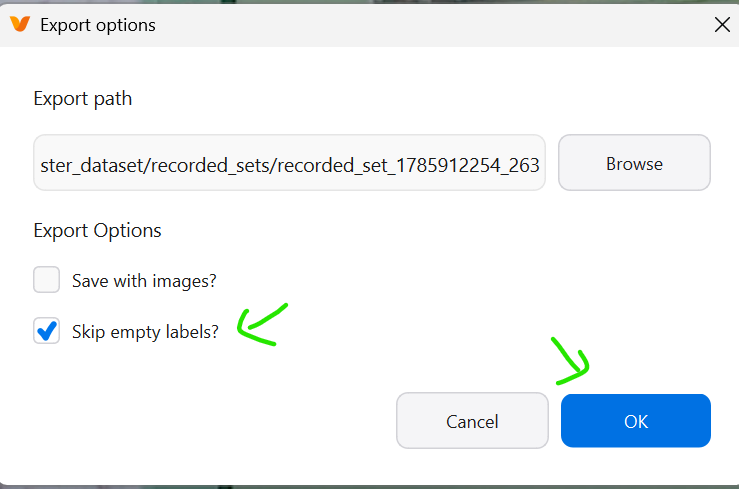 Export options
Export path
ster_dataset/recorded_sets/recorded_set_1785912254_263
Browse
Export Options
Save with images?
Skip empty labels?
Cancel
OK